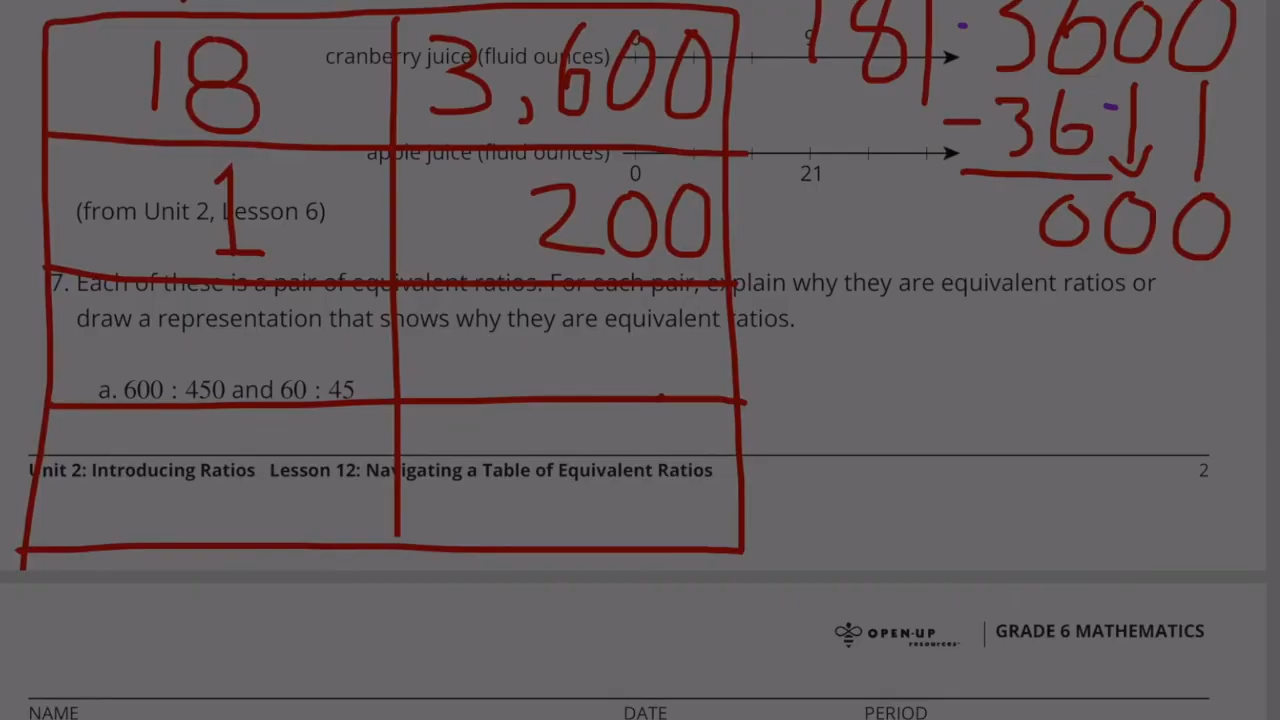 18 3,600
18 3600
cranberry juice (fluid ounces)
- 36
apple juice (fluid ounces)
0 21
1 200
000
(from Unit 2, Lesson 6)
7. Each of these is a pair of equivalent ratios. For each pair, explain why they are equivalent ratios or
draw a representation that shows why they are equivalent ratios.
a. 600 : 450 and 60 : 45
Unit 2: Introducing Ratios Lesson 12: Navigating a Table of Equivalent Ratios 2
OPEN-UP
resources
GRADE 6 MATHEMATICS
NAME DATE PERIOD